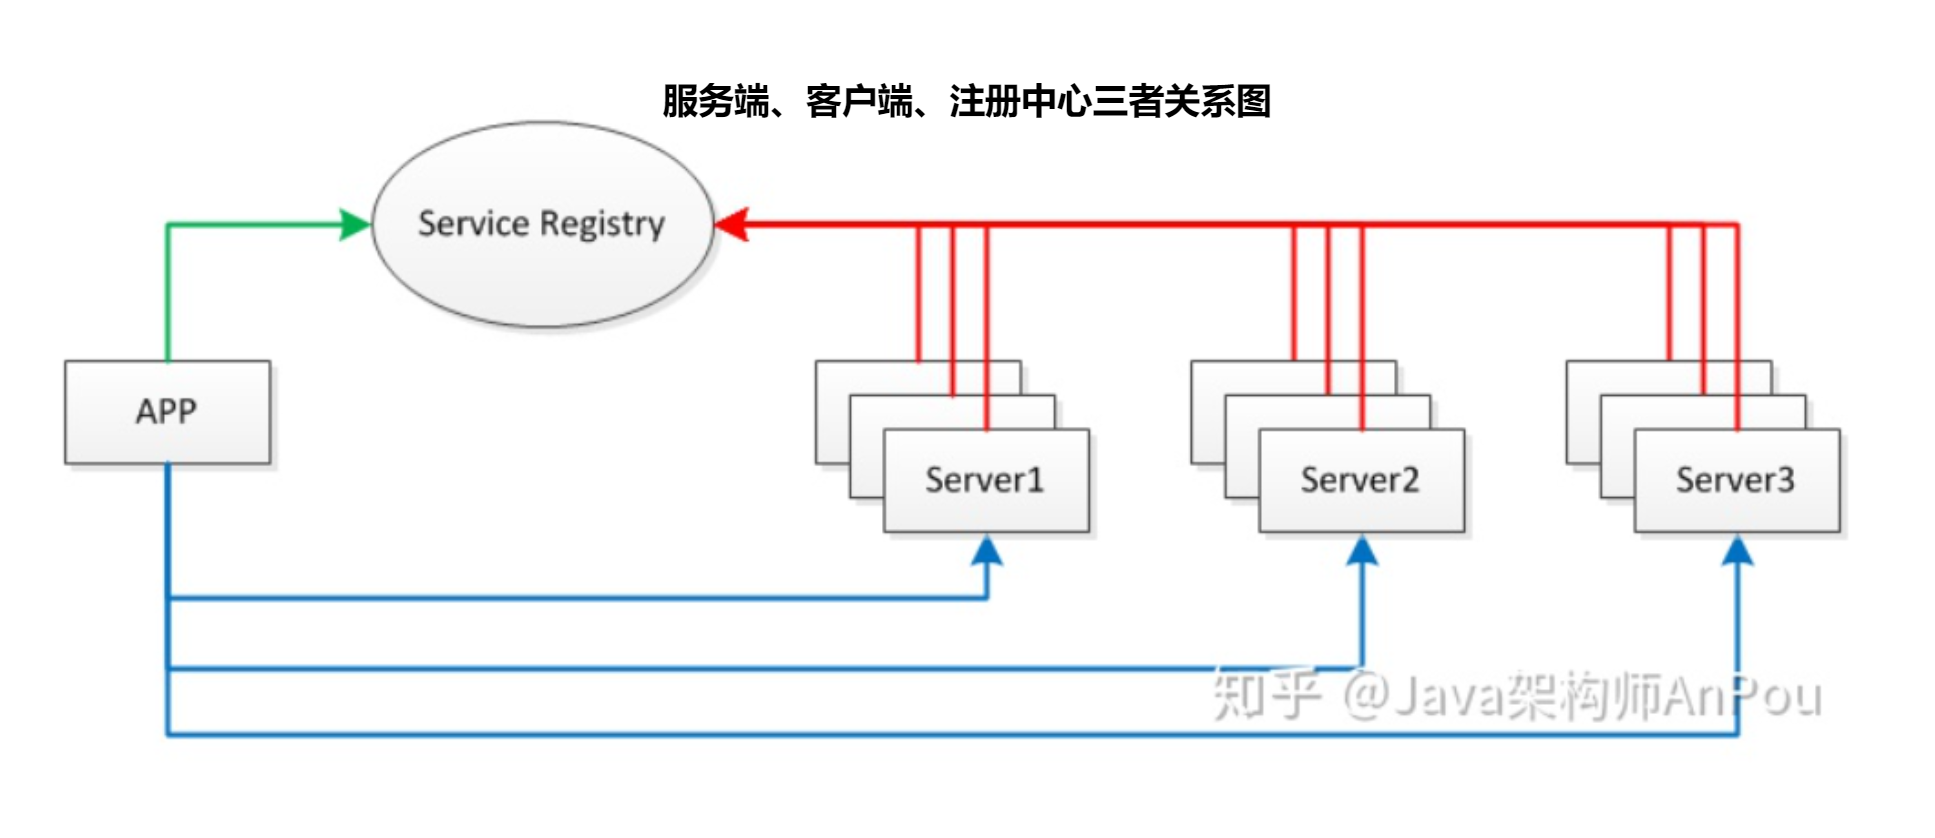 服务端、客户端、注册中心三者关系图
Service Registry
APP
Server1
Server2
Server3
知乎 @Java架构师AnPou